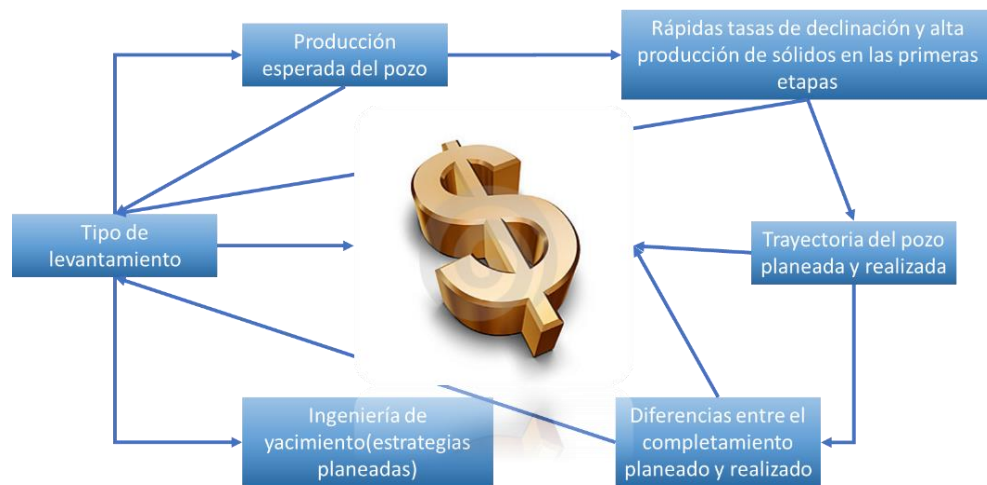 Producción
esperada del pozo
Rápidas tasas de declinación y alta
producción de sólidos en las primeras
etapas
Tipo de
levantamiento
Trayectoria del pozo
planeada y realizada
Ingeniería de
yacimiento(estrategias
planeadas)
Diferencias entre el
completamiento
planeado y realizado